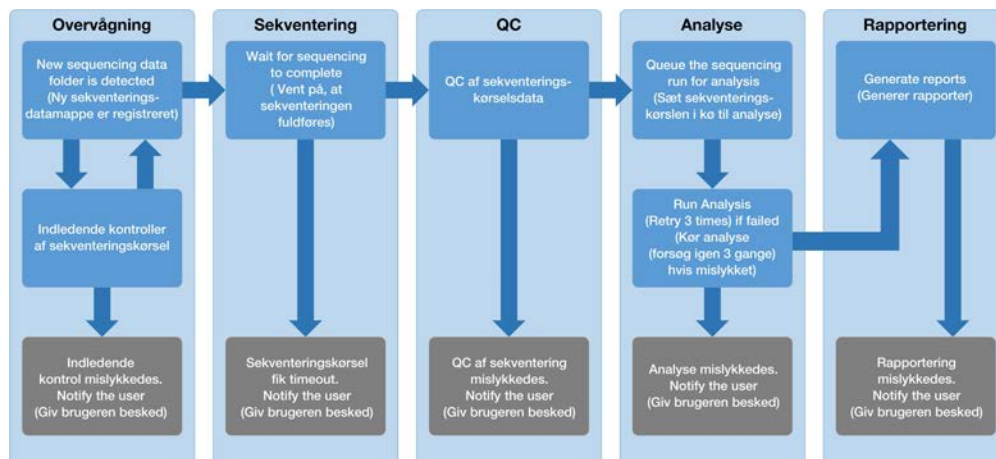 Overvågning
New sequencing data
folder is detected
(Ny sekventerings-
datamappe er registreret)
Indledende kontroller
af sekventeringskørsel
Indledende
kontrol mislykkedes.
Notify the user
(Giv brugeren besked)
Sekventering
Wait for sequencing
to complete
( Vent på, at
sekventeringen
fuldføres)
Sekventeringskørsel
fik timeout.
Notify the user
(Giv brugeren besked)
QC
QC af sekventerings-
kørselsdata
QC af sekventering
mislykkedes.
Notify the user
(Giv brugeren besked)
Analyse
Queue the sequencing
run for analysis
(Sæt sekventerings-
kørslen i kø til analyse)
Run Analysis
(Retry 3 times) if failed
(Kør analyse
(forsøg igen 3 gange)
hvis mislykket)
Analyse mislykkedes.
Notify the user
(Giv brugeren besked)
Rapportering
Generate reports
(Generer rapporter)
Rapportering
mislykkedes.
Notify the user
(Giv brugeren besked)